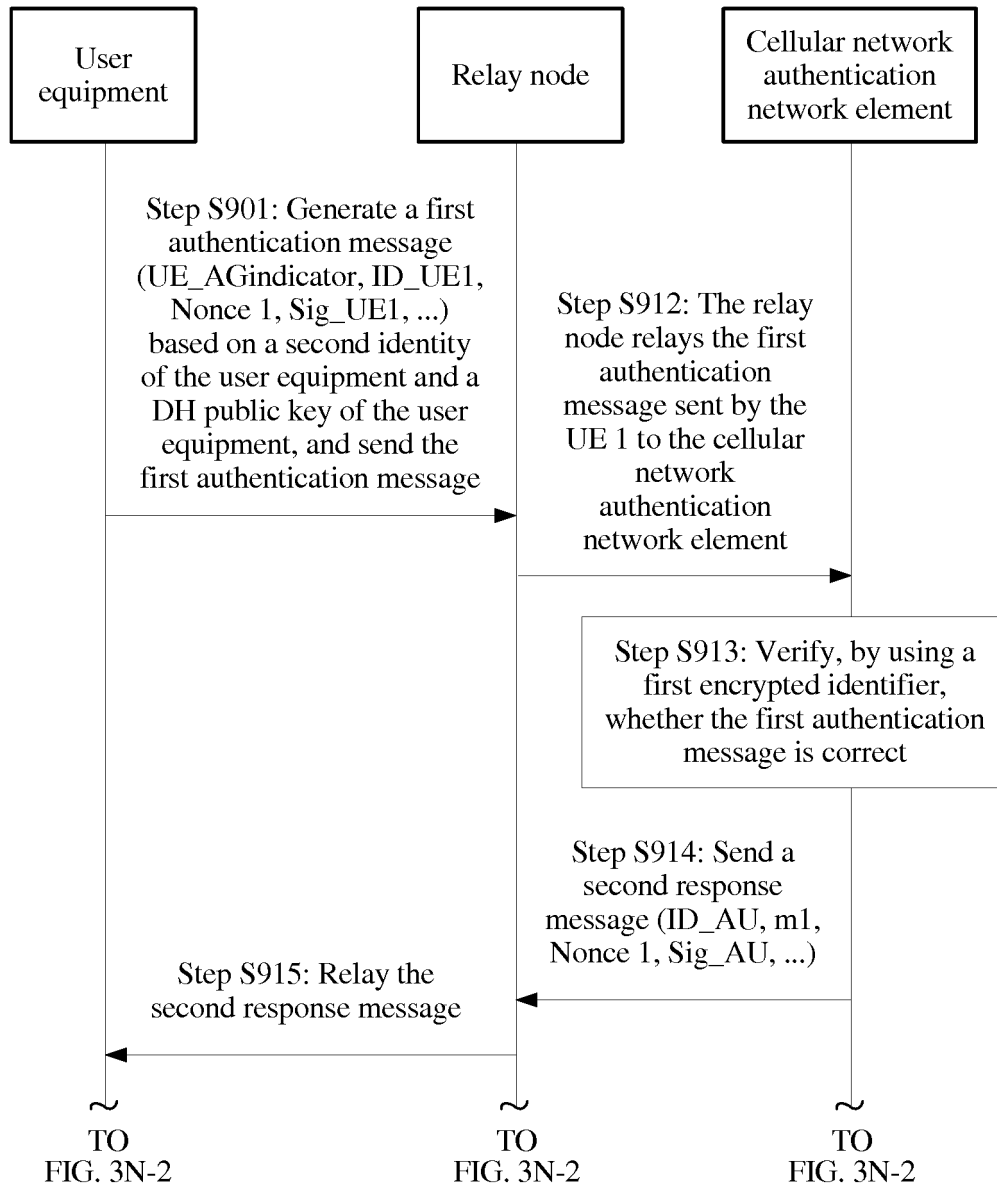 User
equipment
Relay node
Cellular network
authentication
network element
Step S901: Generate a first
authentication message
(UE_AGindicator, ID_UE1,
Nonce 1, Sig_UE1, ...)
based on a second identity
of the user equipment and a
DH public key of the user
equipment, and send the
first authentication message
Step S912: The relay
node relays the first
authentication
message sent by the
UE 1 to the cellular
network
authentication
network element
Step S913: Verify, by using a
first encrypted identifier,
whether the first authentication
message is correct
Step S914: Send a
second response
message (ID_AU, m1,
Nonce 1, Sig_AU, ...)
Step S915: Relay the
second response message
TO
FIG. 3N-2
TO
FIG. 3N-2
TO
FIG. 3N-2